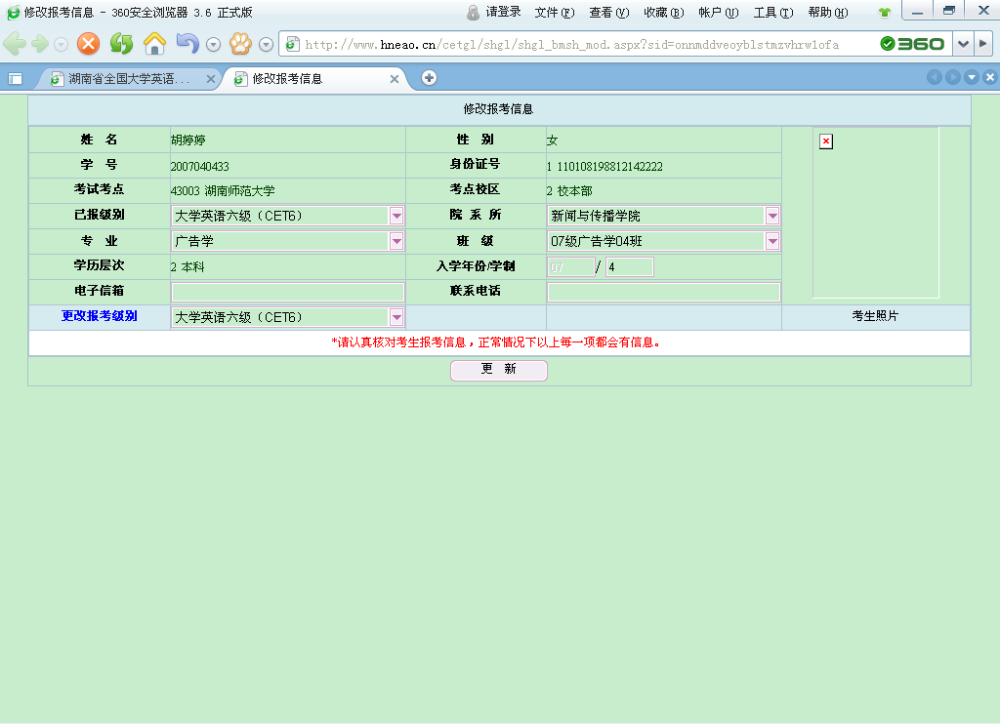 修改报考信息 - 360安全浏览器 3.6 正式版 请登录 文件(F) 查看(V) 收藏(B) 帐户(U) 工具(T) 帮助(H)
http://www.hneao.cn/cetgl/shgl/shgl_bmsh_mod.aspx?sid=onnmddveoyblstmzvhrw1ofa 360
湖南省全国大学英语... 修改报考信息
修改报考信息
姓 名 胡婷婷 性 别 女
学 号 2007040433 身份证号 1 110108198812142222
考试考点 43003 湖南师范大学 考点校区 2 校本部
已报级别 大学英语六级（CET6） 院 系 所 新闻与传播学院
专 业 广告学 班 级 07级广告学04班
学历层次 2 本科 入学年份/学制 07 / 4
电子信箱 联系电话
更改报考级别 大学英语六级（CET6） 考生照片
*请认真核对考生报考信息，正常情况下以上每一项都会有信息。
更 新